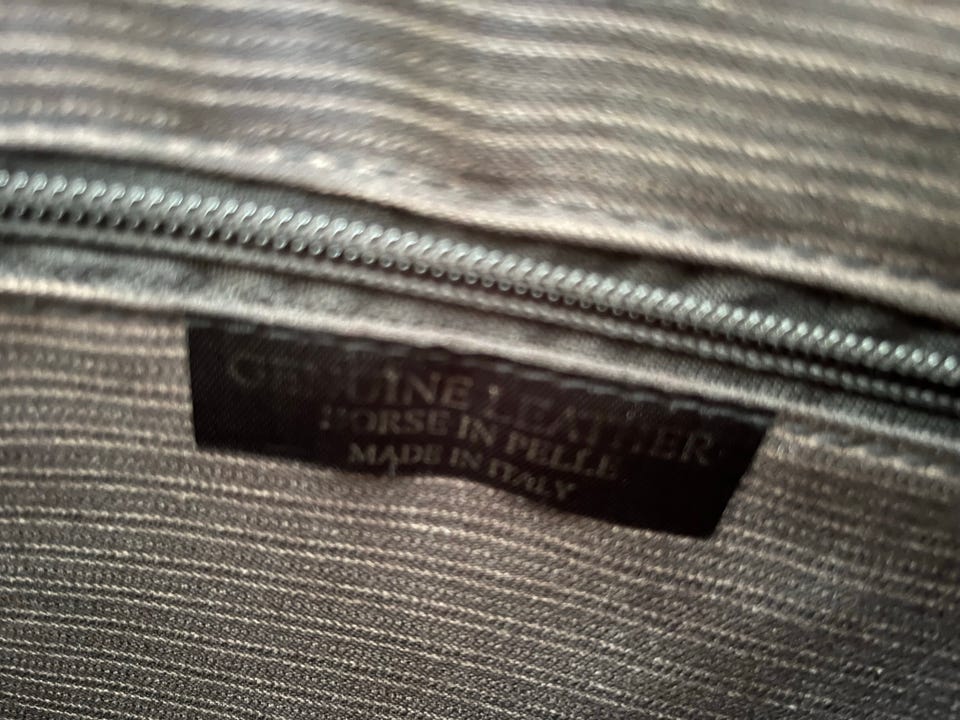 GENUINE LEATHER
BORSE IN PELLE
MADE IN ITALY